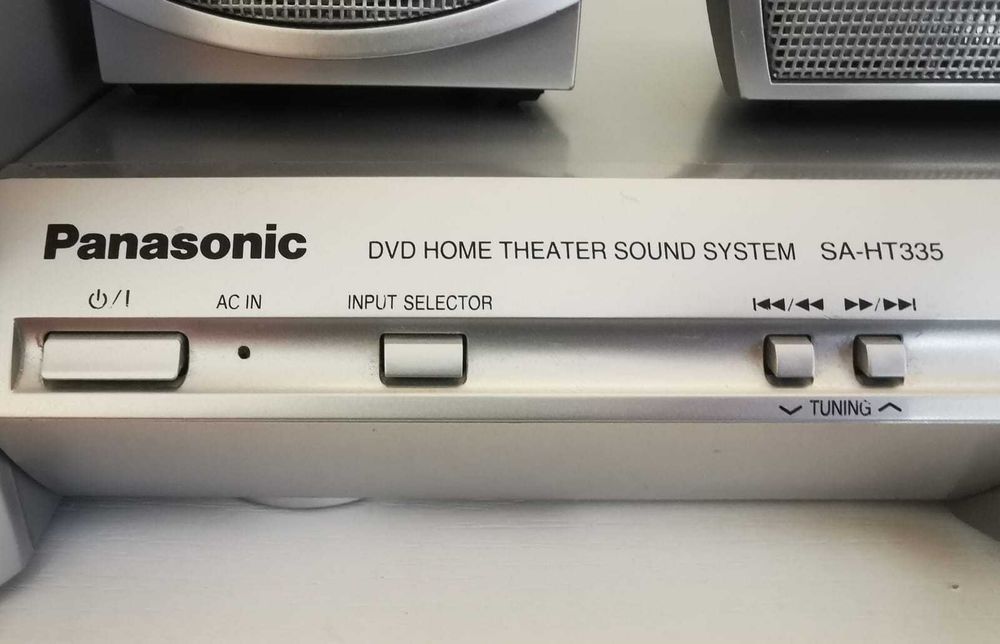 Panasonic DVD HOME THEATER SOUND SYSTEM SA-HT335
⏻/I AC IN INPUT SELECTOR ⏮/⏪ ⏩/⏭
∨ TUNING ∧